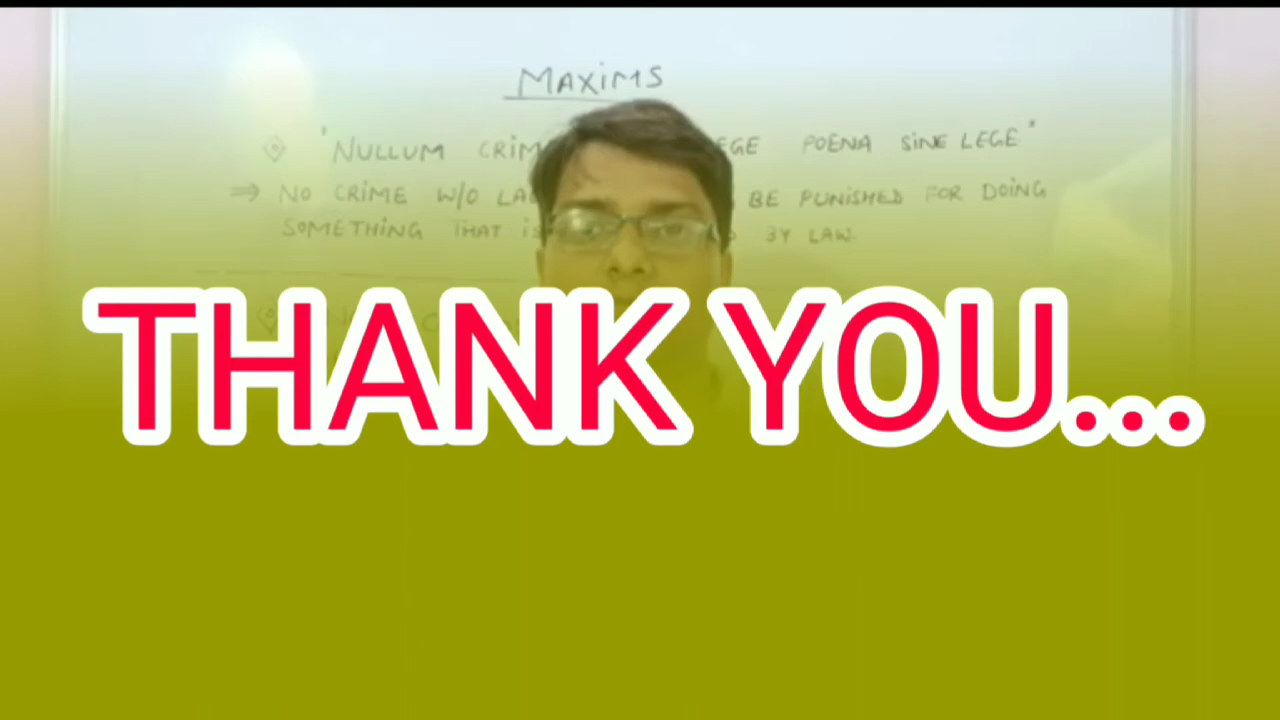 MAXIMS
"NULLUM CRIM EGE POENA SINE LEGE"
⇒ NO CRIME W/O LA BE PUNISHED FOR DOING
SOMETHING THAT IS BY LAW
THANK YOU...